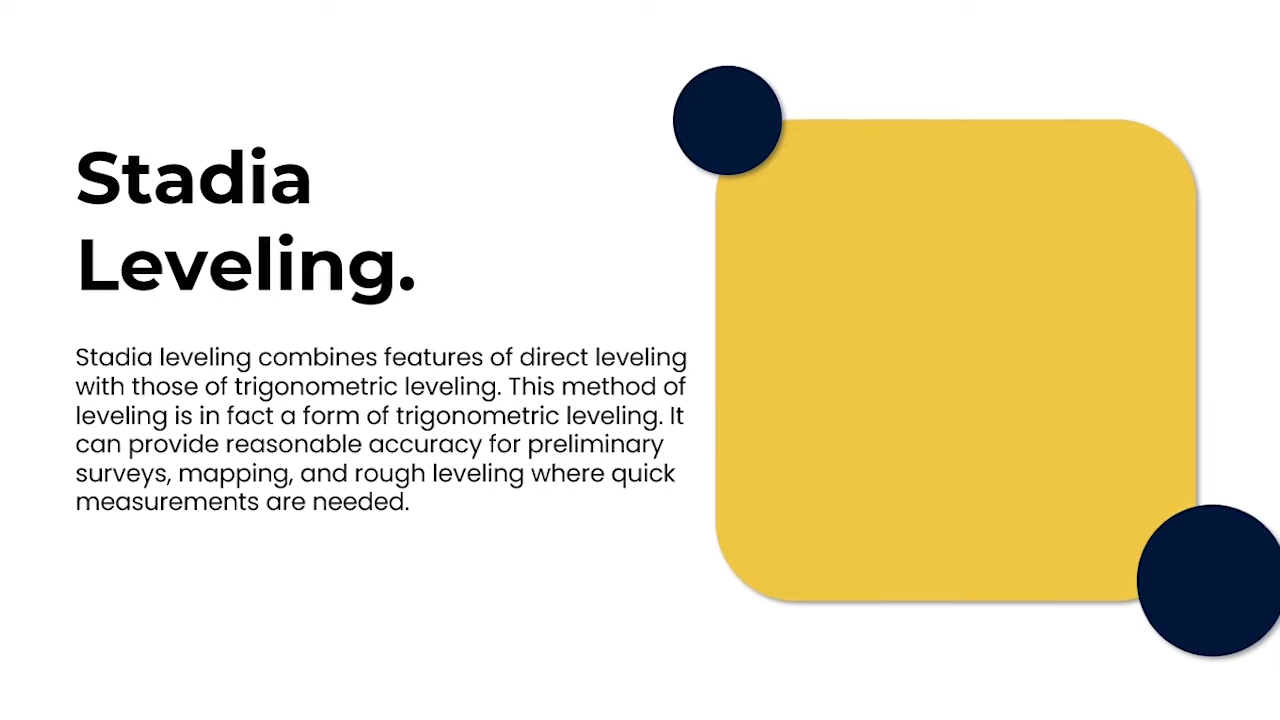 Stadia
Leveling.
Stadia leveling combines features of direct leveling
with those of trigonometric leveling. This method of
leveling is in fact a form of trigonometric leveling. It
can provide reasonable accuracy for preliminary
surveys, mapping, and rough leveling where quick
measurements are needed.